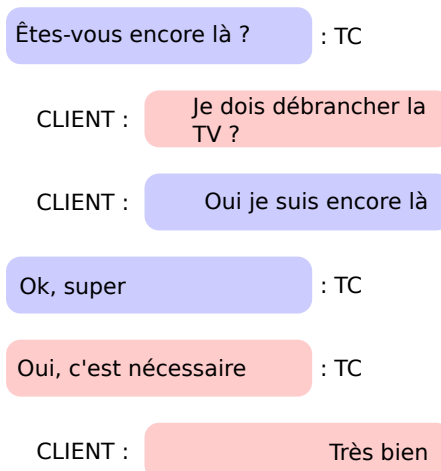 Êtes-vous encore là ? : TC
CLIENT : Je dois débrancher la
TV ?
CLIENT : Oui je suis encore là
Ok, super : TC
Oui, c'est nécessaire : TC
CLIENT : Très bien